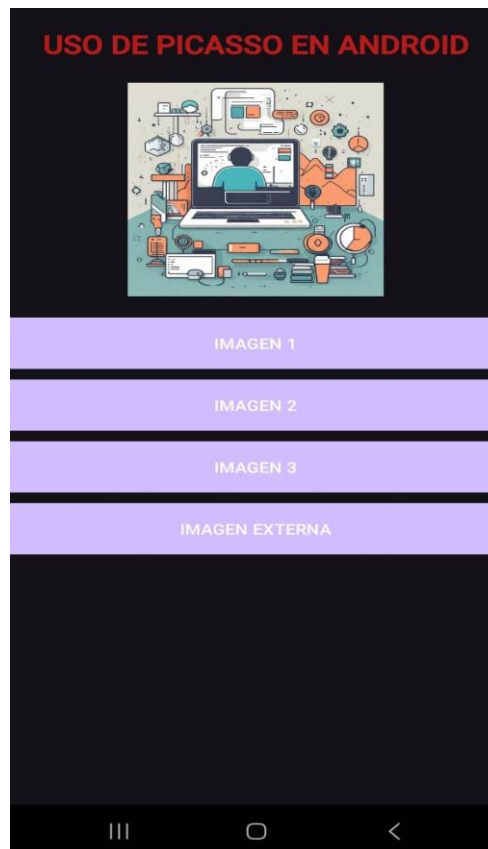 USO DE PICASSO EN ANDROID
IMAGEN 1
IMAGEN 2
IMAGEN 3
IMAGEN EXTERNA